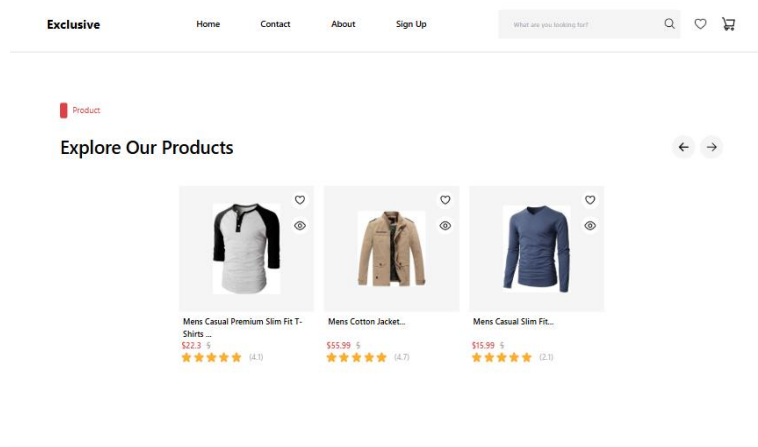 Exclusive
Home
Contact
About
Sign Up
What are you looking for?
Product
Explore Our Products
Mens Casual Premium Slim Fit T-
Shirts ...
$22.3 $
(4.1)
Mens Cotton Jacket...
$55.99 $
(4.7)
Mens Casual Slim Fit...
$15.99 $
(2.1)